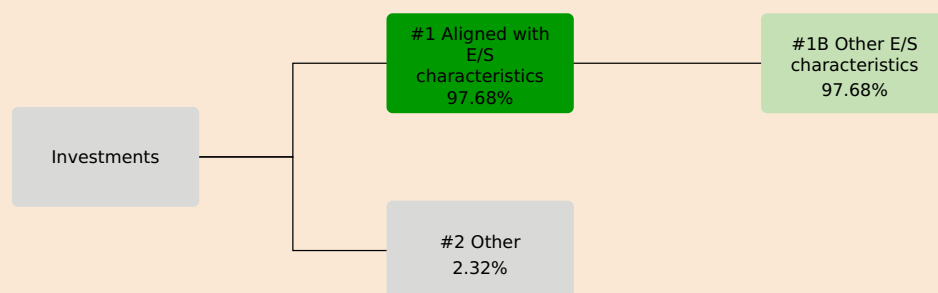 #1 Aligned with
E/S
characteristics
97.68%
#1B Other E/S
characteristics
97.68%
Investments
#2 Other
2.32%